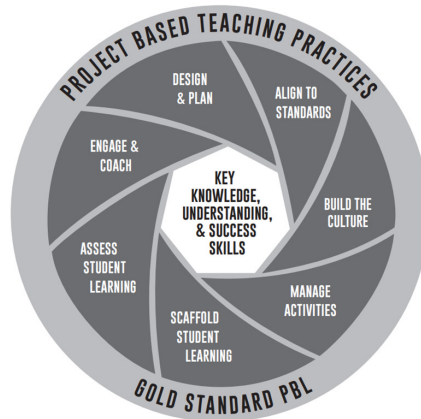 PROJECT BASED TEACHING PRACTICES
DESIGN
& PLAN
ALIGN TO
STANDARDS
BUILD THE
CULTURE
MANAGE
ACTIVITIES
SCAFFOLD
STUDENT
LEARNING
ASSESS
STUDENT
LEARNING
ENGAGE &
COACH
KEY
KNOWLEDGE,
UNDERSTANDING,
& SUCCESS
SKILLS
GOLD STANDARD PBL